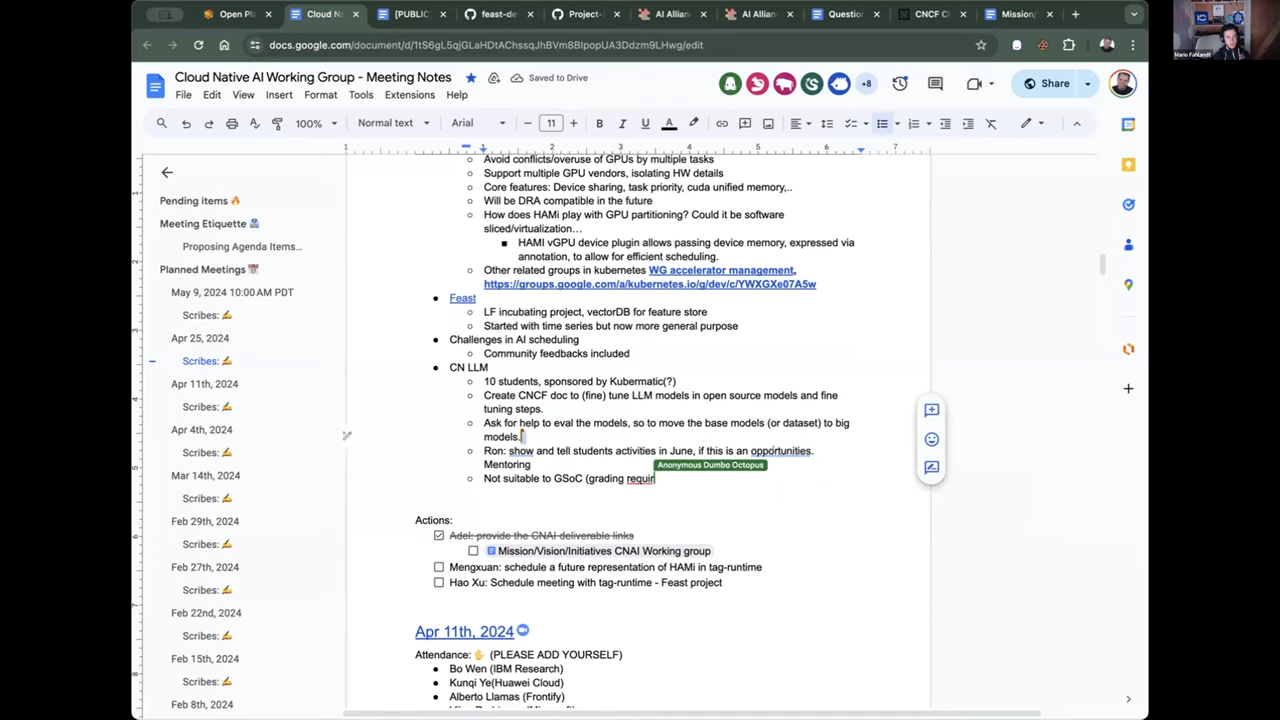 Open Pla
Cloud Na
[PUBLIC]
feast-de
Project-
AI Allian
AI Allian
Question
CNCF Cl
Mission/
docs.google.com/document/d/1tS6gL5qjGLaHDtAChssqJhBVm8BIpopUA3Ddzm9LHwg/edit
Mario Fahlandt
Cloud Native AI Working Group - Meeting Notes
Saved to Drive
+8
Share
File Edit View Insert Format Tools Extensions Help
100% Normal text Arial 11 B I U A
1 1 2 3 4 5 6 7
Pending items 🔥
Meeting Etiquette
Proposing Agenda Items...
Planned Meetings 📅
May 9, 2024 10:00 AM PDT
Scribes: ✍️
Apr 25, 2024
Scribes: ✍️
Apr 11th, 2024
Scribes: ✍️
Apr 4th, 2024
Scribes: ✍️
Mar 14th, 2024
Scribes: ✍️
Feb 29th, 2024
Scribes: ✍️
Feb 27th, 2024
Scribes: ✍️
Feb 22nd, 2024
Scribes: ✍️
Feb 15th, 2024
Scribes: ✍️
Feb 8th, 2024
Avoid conflicts/overuse of GPUs by multiple tasks
Support multiple GPU vendors, isolating HW details
Core features: Device sharing, task priority, cuda unified memory,..
Will be DRA compatible in the future
How does HAMi play with GPU partitioning? Could it be software
sliced/virtualization…
HAMI vGPU device plugin allows passing device memory, expressed via
annotation, to allow for efficient scheduling.
Other related groups in kubernetes WG accelerator management,
https://groups.google.com/a/kubernetes.io/g/dev/c/YWXGXe07A5w
Feast
LF incubating project, vectorDB for feature store
Started with time series but now more general purpose
Challenges in AI scheduling
Community feedbacks included
CN LLM
10 students, sponsored by Kubermatic(?)
Create CNCF doc to (fine) tune LLM models in open source models and fine
tuning steps.
Ask for help to eval the models, so to move the base models (or dataset) to big
models.
Ron: show and tell students activities in June, if this is an opportunities.
Mentoring
Anonymous Dumbo Octopus
Not suitable to GSoC (grading requir
Actions:
Adel: provide the CNAI deliverable links
Mission/Vision/Initiatives CNAI Working group
Mengxuan: schedule a future representation of HAMi in tag-runtime
Hao Xu: Schedule meeting with tag-runtime - Feast project
Apr 11th, 2024
Attendance: ✋ (PLEASE ADD YOURSELF)
Bo Wen (IBM Research)
Kunqi Ye(Huawei Cloud)
Alberto Llamas (Frontify)